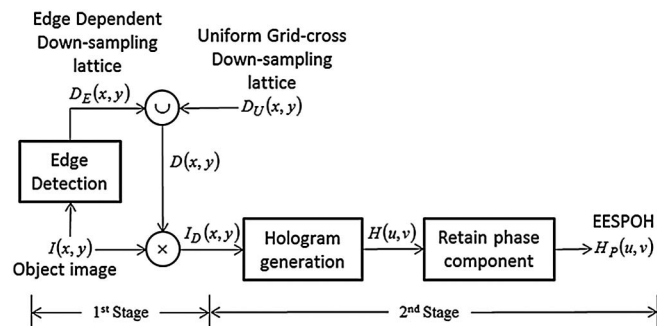 Edge Dependent
Down-sampling
lattice
D_E(x, y)
Uniform Grid-cross
Down-sampling
lattice
D_U(x, y)
∪
Edge
Detection
D(x, y)
I(x, y)
Object image
×
I_D(x, y)
Hologram
generation
H(u,v)
Retain phase
component
EESPOH
H_P(u,v)
1st Stage
2nd Stage